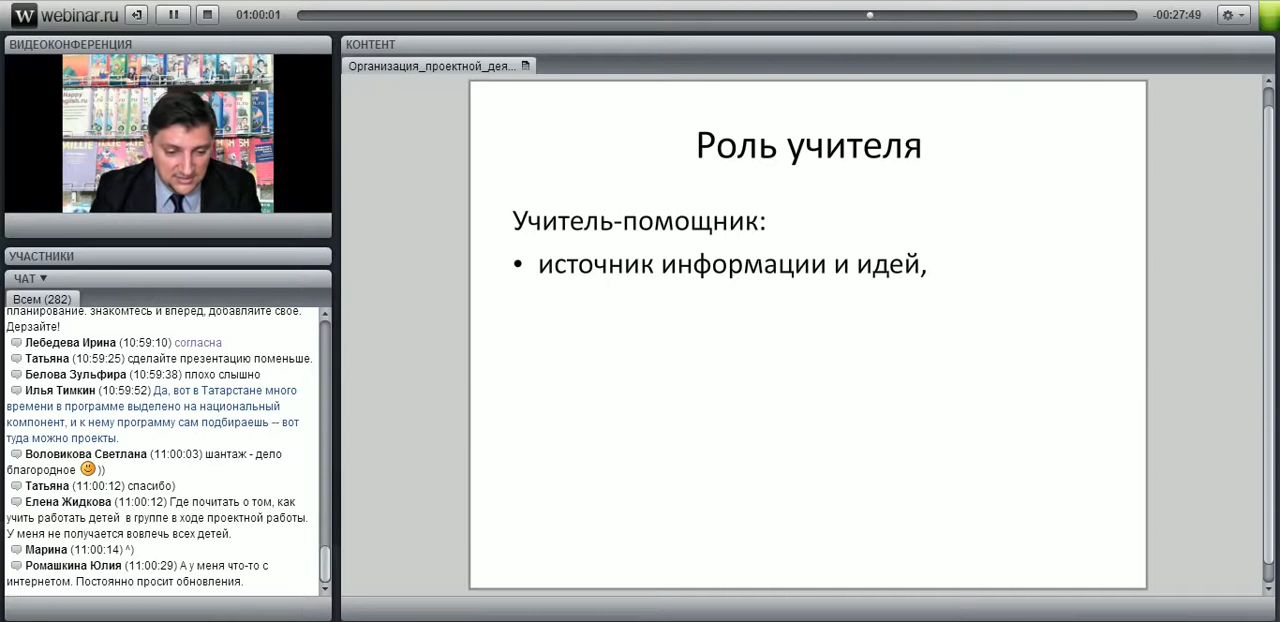 webinar.ru
01:00:01
-00:27:49
ВИДЕОКОНФЕРЕНЦИЯ
УЧАСТНИКИ
ЧАТ
Всем (282)
планирование. знакомтесь и вперед, добавляйте свое.
Дерзайте!
Лебедева Ирина (10:59:10) согласна
Татьяна (10:59:25) сделайте презентацию поменьше.
Белова Зульфира (10:59:38) плохо слышно
Илья Тимкин (10:59:52) Да, вот в Татарстане много
времени в программе выделено на национальный
компонент, и к нему программу сам подбираешь -- вот
туда можно проекты.
Воловикова Светлана (11:00:03) шантаж - дело
благородное ))
Татьяна (11:00:12) спасибо)
Елена Жидкова (11:00:12) Где почитать о том, как
учить работать детей в группе в ходе проектной работы.
У меня не получается вовлечь всех детей.
Марина (11:00:14) ^)
Ромашкина Юлия (11:00:29) А у меня что-то с
интернетом. Постоянно просит обновления.
КОНТЕНТ
Организация_проектной_дея...
Роль учителя
Учитель-помощник:
• источник информации и идей,